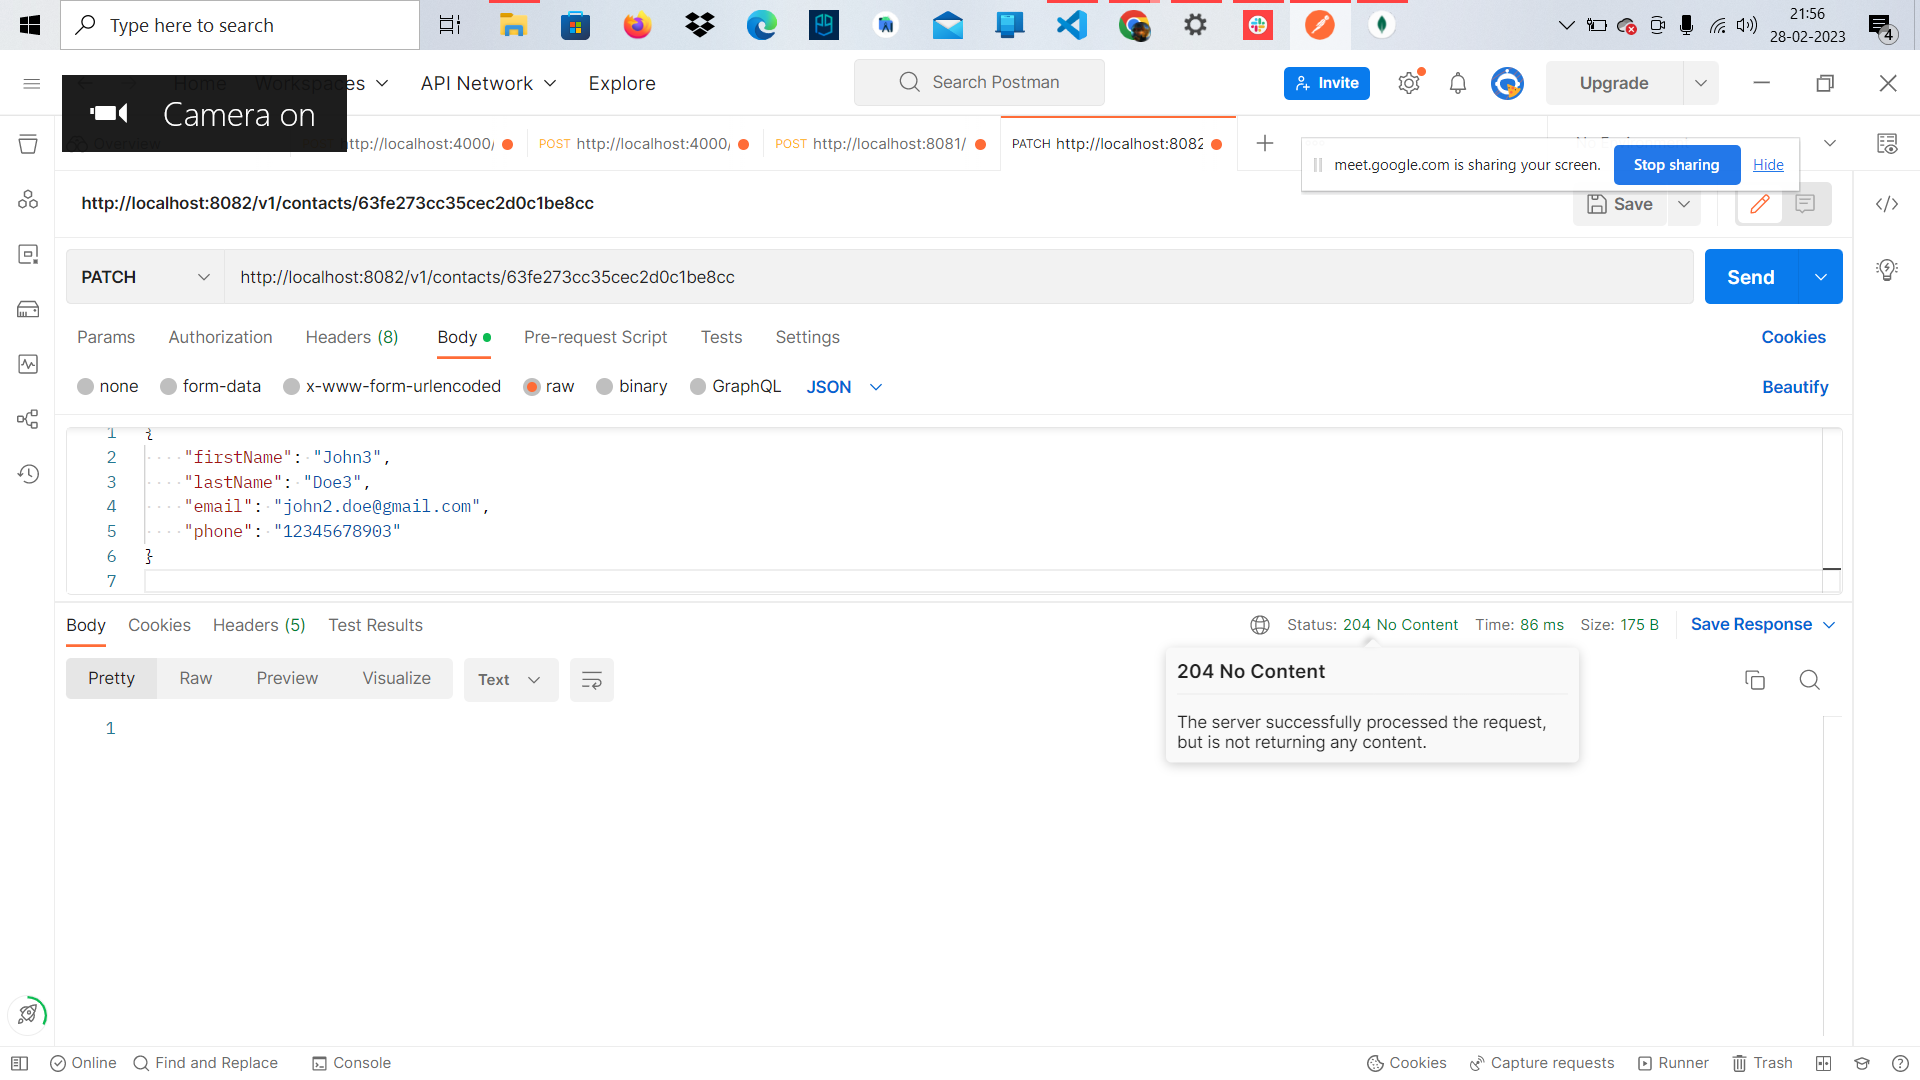 Type here to search
21:56
28-02-2023
4
Home
Workspaces
API Network
Explore
Search Postman
Invite
Upgrade
Camera on
Overview
http://localhost:4000/
POST http://localhost:4000/
POST http://localhost:8081/
PATCH http://localhost:8082
meet.google.com is sharing your screen.
Stop sharing
Hide
http://localhost:8082/v1/contacts/63fe273cc35cec2d0c1be8cc
Save
PATCH
http://localhost:8082/v1/contacts/63fe273cc35cec2d0c1be8cc
Send
Params
Authorization
Headers (8)
Body
Pre-request Script
Tests
Settings
Cookies
none
form-data
x-www-form-urlencoded
raw
binary
GraphQL
JSON
Beautify
1 {
2 "firstName": "John3",
3 "lastName": "Doe3",
4 "email": "john2.doe@gmail.com",
5 "phone": "12345678903"
6 }
7
Body
Cookies
Headers (5)
Test Results
Status: 204 No Content
Time: 86 ms
Size: 175 B
Save Response
Pretty
Raw
Preview
Visualize
Text
204 No Content
The server successfully processed the request,
but is not returning any content.
1
Online
Find and Replace
Console
Cookies
Capture requests
Runner
Trash